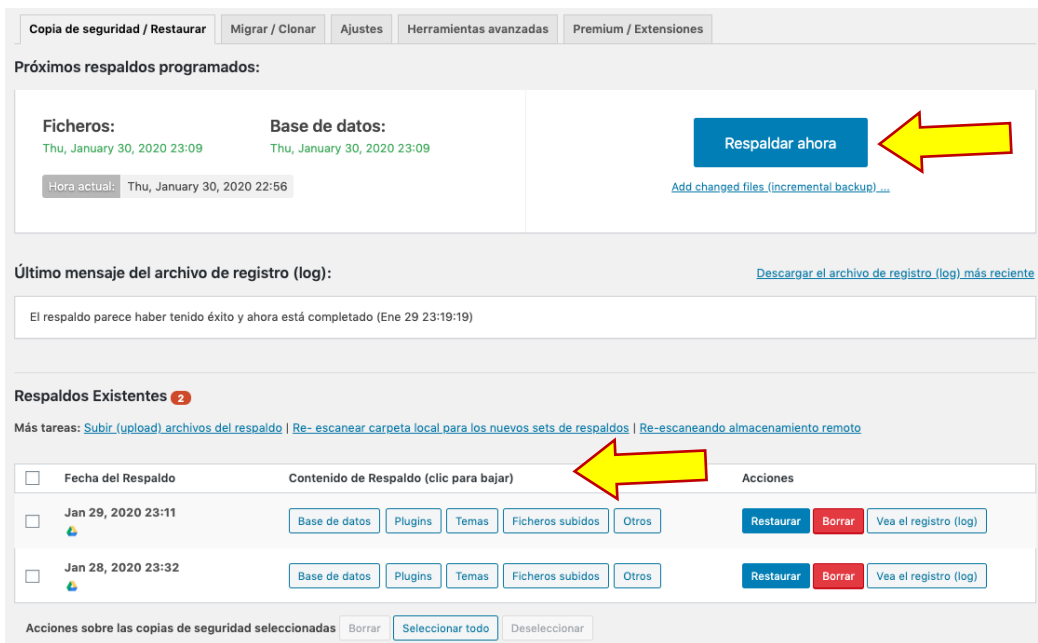 Copia de seguridad / Restaurar Migrar / Clonar Ajustes Herramientas avanzadas Premium / Extensiones
Próximos respaldos programados:
Ficheros: Base de datos:
Thu, January 30, 2020 23:09 Thu, January 30, 2020 23:09
Hora actual: Thu, January 30, 2020 22:56
Respaldar ahora
Add changed files (incremental backup) ...
Último mensaje del archivo de registro (log): Descargar el archivo de registro (log) más reciente
El respaldo parece haber tenido éxito y ahora está completado (Ene 29 23:19:19)
Respaldos Existentes 2
Más tareas: Subir (upload) archivos del respaldo | Re- escanear carpeta local para los nuevos sets de respaldos | Re-escaneando almacenamiento remoto
Fecha del Respaldo Contenido de Respaldo (clic para bajar) Acciones
Jan 29, 2020 23:11 Base de datos Plugins Temas Ficheros subidos Otros Restaurar Borrar Vea el registro (log)
Jan 28, 2020 23:32 Base de datos Plugins Temas Ficheros subidos Otros Restaurar Borrar Vea el registro (log)
Acciones sobre las copias de seguridad seleccionadas Borrar Seleccionar todo Deseleccionar